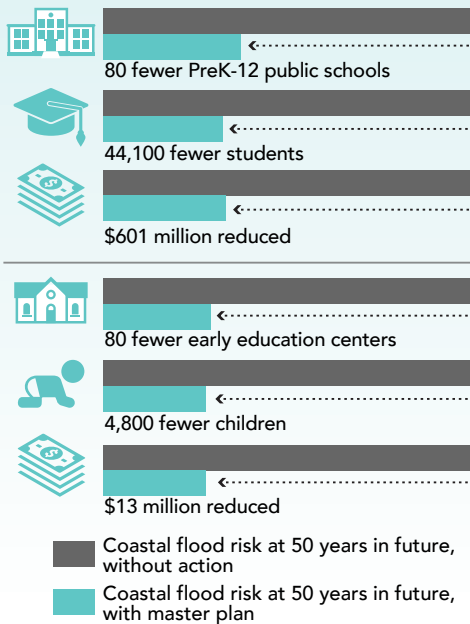 80 fewer PreK-12 public schools
44,100 fewer students
$601 million reduced
80 fewer early education centers
4,800 fewer children
$13 million reduced
Coastal flood risk at 50 years in future,
without action
Coastal flood risk at 50 years in future,
with master plan